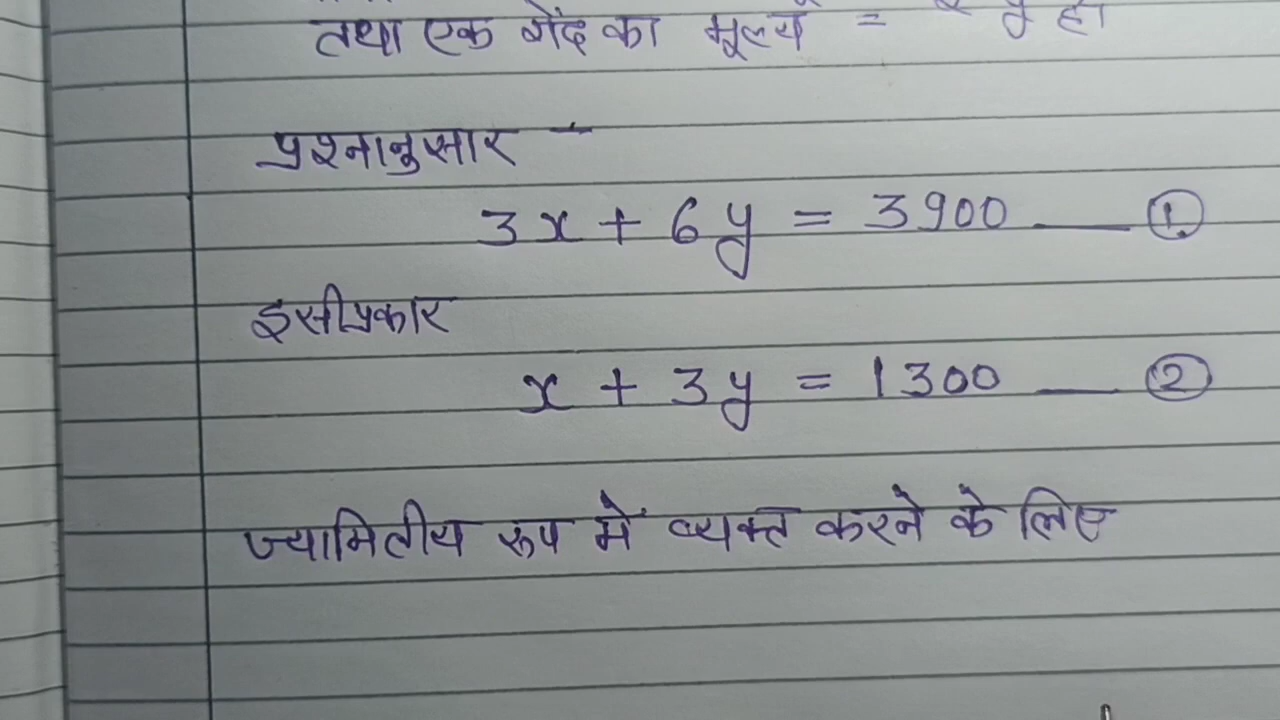 तथा एक गेंद का मूल्य = ₹ y है।
प्रश्नानुसार -
3x + 6y = 3900 — ①
इसीप्रकार
x + 3y = 1300 — ②
ज्यामितीय रूप में व्यक्त करने के लिए